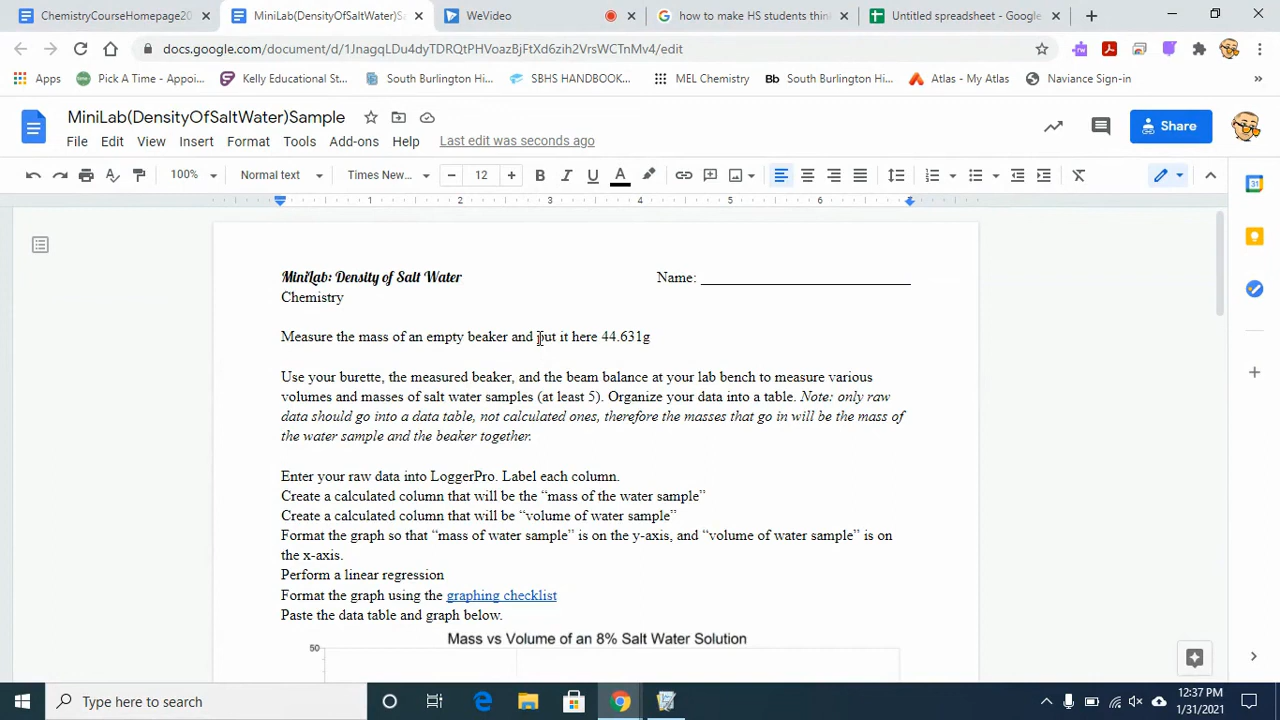 ChemistryCourseHomepage202
MiniLab(DensityOfSaltWater)Sa
WeVideo
how to make HS students thin
Untitled spreadsheet - Google
docs.google.com/document/d/1JnagqLDu4dyTDRQtPHVoazBjFtXd6zih2VrsWCTnMv4/edit
Apps
Pick A Time - Appoi...
Kelly Educational St...
South Burlington Hi...
SBHS HANDBOOK...
MEL Chemistry
Bb South Burlington Hi...
Atlas - My Atlas
Naviance Sign-in
»
MiniLab(DensityOfSaltWater)Sample
File Edit View Insert Format Tools Add-ons Help Last edit was seconds ago
Share
100% Normal text Times New... − 12 + B I U A
1 2 3 4 5 6 7
MiniLab: Density of Salt Water Name: ______________________________
Chemistry
Measure the mass of an empty beaker and put it here 44.631g
Use your burette, the measured beaker, and the beam balance at your lab bench to measure various
volumes and masses of salt water samples (at least 5). Organize your data into a table. Note: only raw
data should go into a data table, not calculated ones, therefore the masses that go in will be the mass of
the water sample and the beaker together.
Enter your raw data into LoggerPro. Label each column.
Create a calculated column that will be the “mass of the water sample”
Create a calculated column that will be “volume of water sample”
Format the graph so that “mass of water sample” is on the y-axis, and “volume of water sample” is on
the x-axis.
Perform a linear regression
Format the graph using the graphing checklist
Paste the data table and graph below.
Mass vs Volume of an 8% Salt Water Solution
50
31
Type here to search
12:37 PM
1/31/2021